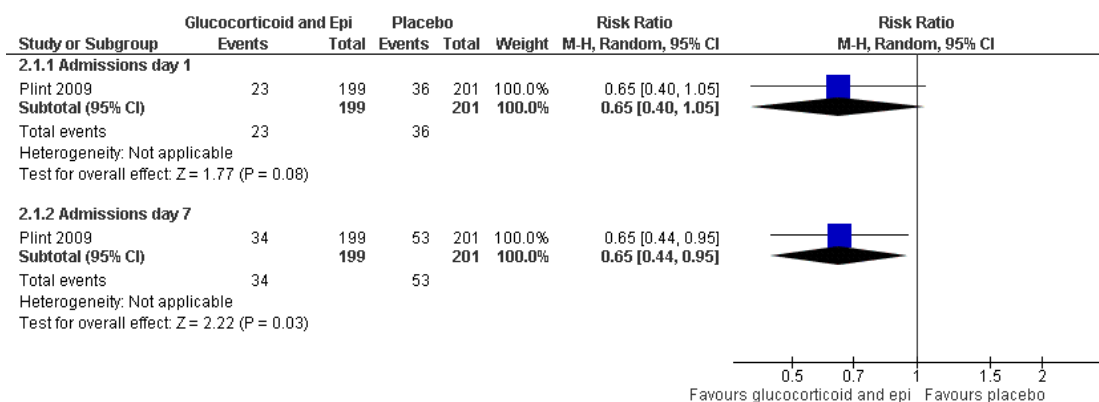 Glucocorticoid and Epi Placebo Risk Ratio Risk Ratio
Study or Subgroup Events Total Events Total Weight M-H, Random, 95% CI M-H, Random, 95% CI
2.1.1 Admissions day 1
Plint 2009 23 199 36 201 100.0% 0.65 [0.40, 1.05]
Subtotal (95% CI) 199 201 100.0% 0.65 [0.40, 1.05]
Total events 23 36
Heterogeneity: Not applicable
Test for overall effect: Z = 1.77 (P = 0.08)
2.1.2 Admissions day 7
Plint 2009 34 199 53 201 100.0% 0.65 [0.44, 0.95]
Subtotal (95% CI) 199 201 100.0% 0.65 [0.44, 0.95]
Total events 34 53
Heterogeneity: Not applicable
Test for overall effect: Z = 2.22 (P = 0.03)
0.5 0.7 1 1.5 2
Favours glucocorticoid and epi Favours placebo